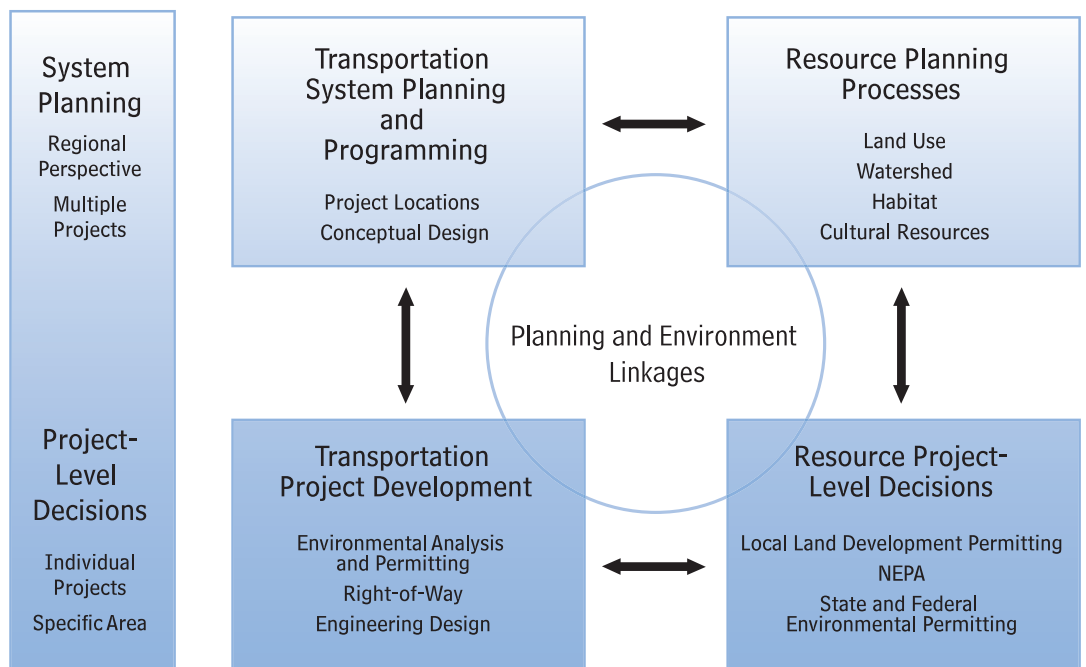 System
Planning
Regional
Perspective
Multiple
Projects
Project-
Level
Decisions
Individual
Projects
Specific Area
Transportation
System Planning
and
Programming
Project Locations
Conceptual Design
Resource Planning
Processes
Land Use
Watershed
Habitat
Cultural Resources
Planning and Environment
Linkages
Transportation
Project Development
Environmental Analysis
and Permitting
Right-of-Way
Engineering Design
Resource Project-
Level Decisions
Local Land Development Permitting
NEPA
State and Federal
Environmental Permitting